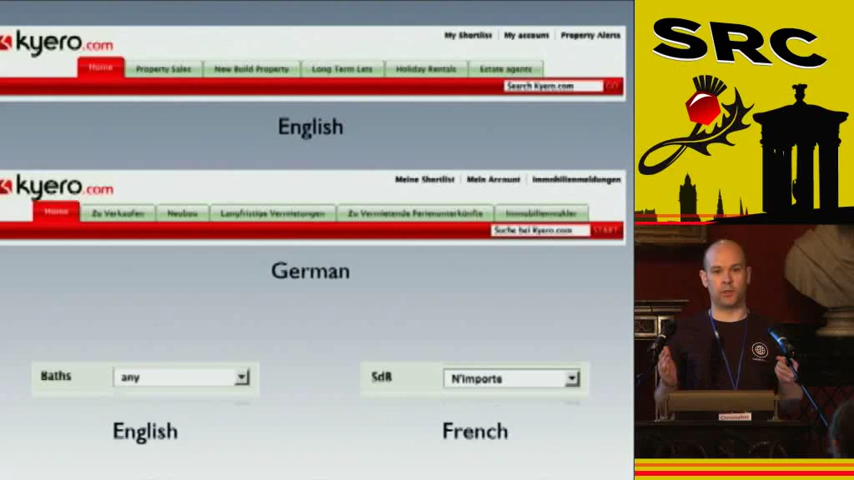 kyero.com
My Shortlist | My account | Property Alerts
Home Property Sales New Build Property Long Term Lets Holiday Rentals Estate agents
Search Kyero.com GO
English
kyero.com
Meine Shortlist | Mein Account | Immobilienmeldungen
Home Zu Verkaufen Neubau Langfristige Vermietungen Zu Vermietende Ferienunterkünfte Immobilienmakler
Suche bei Kyero.com START
German
Baths any
SdB N'importe
English
French
SRC